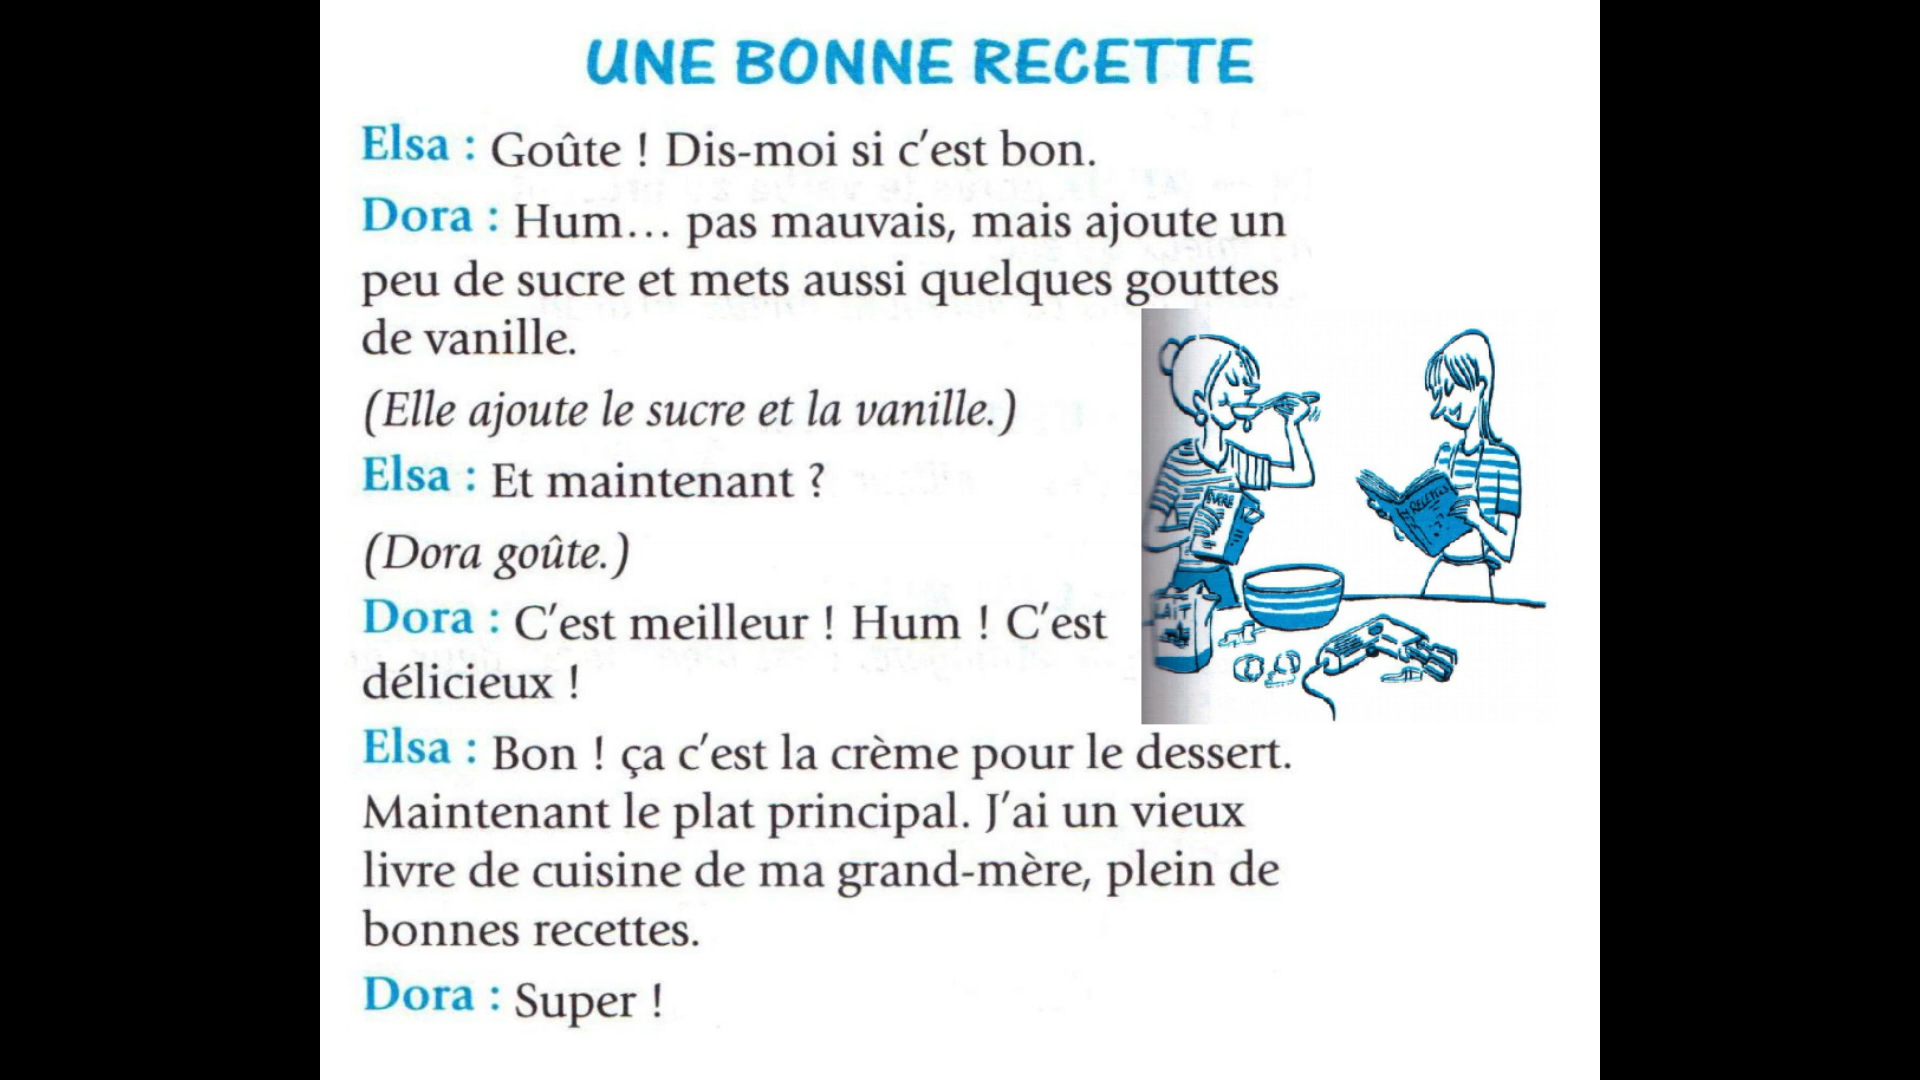 UNE BONNE RECETTE
Elsa : Goûte ! Dis-moi si c'est bon.
Dora : Hum... pas mauvais, mais ajoute un
peu de sucre et mets aussi quelques gouttes
de vanille.
(Elle ajoute le sucre et la vanille.)
Elsa : Et maintenant ?
(Dora goûte.)
Dora : C'est meilleur ! Hum ! C'est
délicieux !
Elsa : Bon ! ça c'est la crème pour le dessert.
Maintenant le plat principal. J'ai un vieux
livre de cuisine de ma grand-mère, plein de
bonnes recettes.
Dora : Super !
SUCRE
RECETTES
LAIT